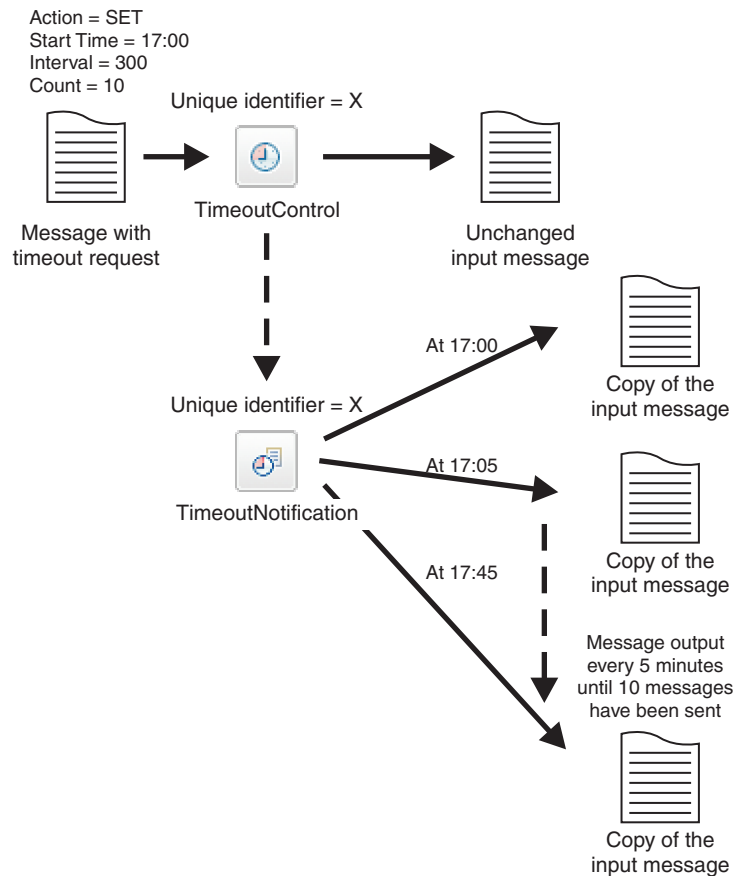 Action = SET
Start Time = 17:00
Interval = 300
Count = 10
Unique identifier = X
TimeoutControl
Message with
timeout request
Unchanged
input message
At 17:00
Copy of the
input message
Unique identifier = X
TimeoutNotification
At 17:05
Copy of the
input message
At 17:45
Message output
every 5 minutes
until 10 messages
have been sent
Copy of the
input message